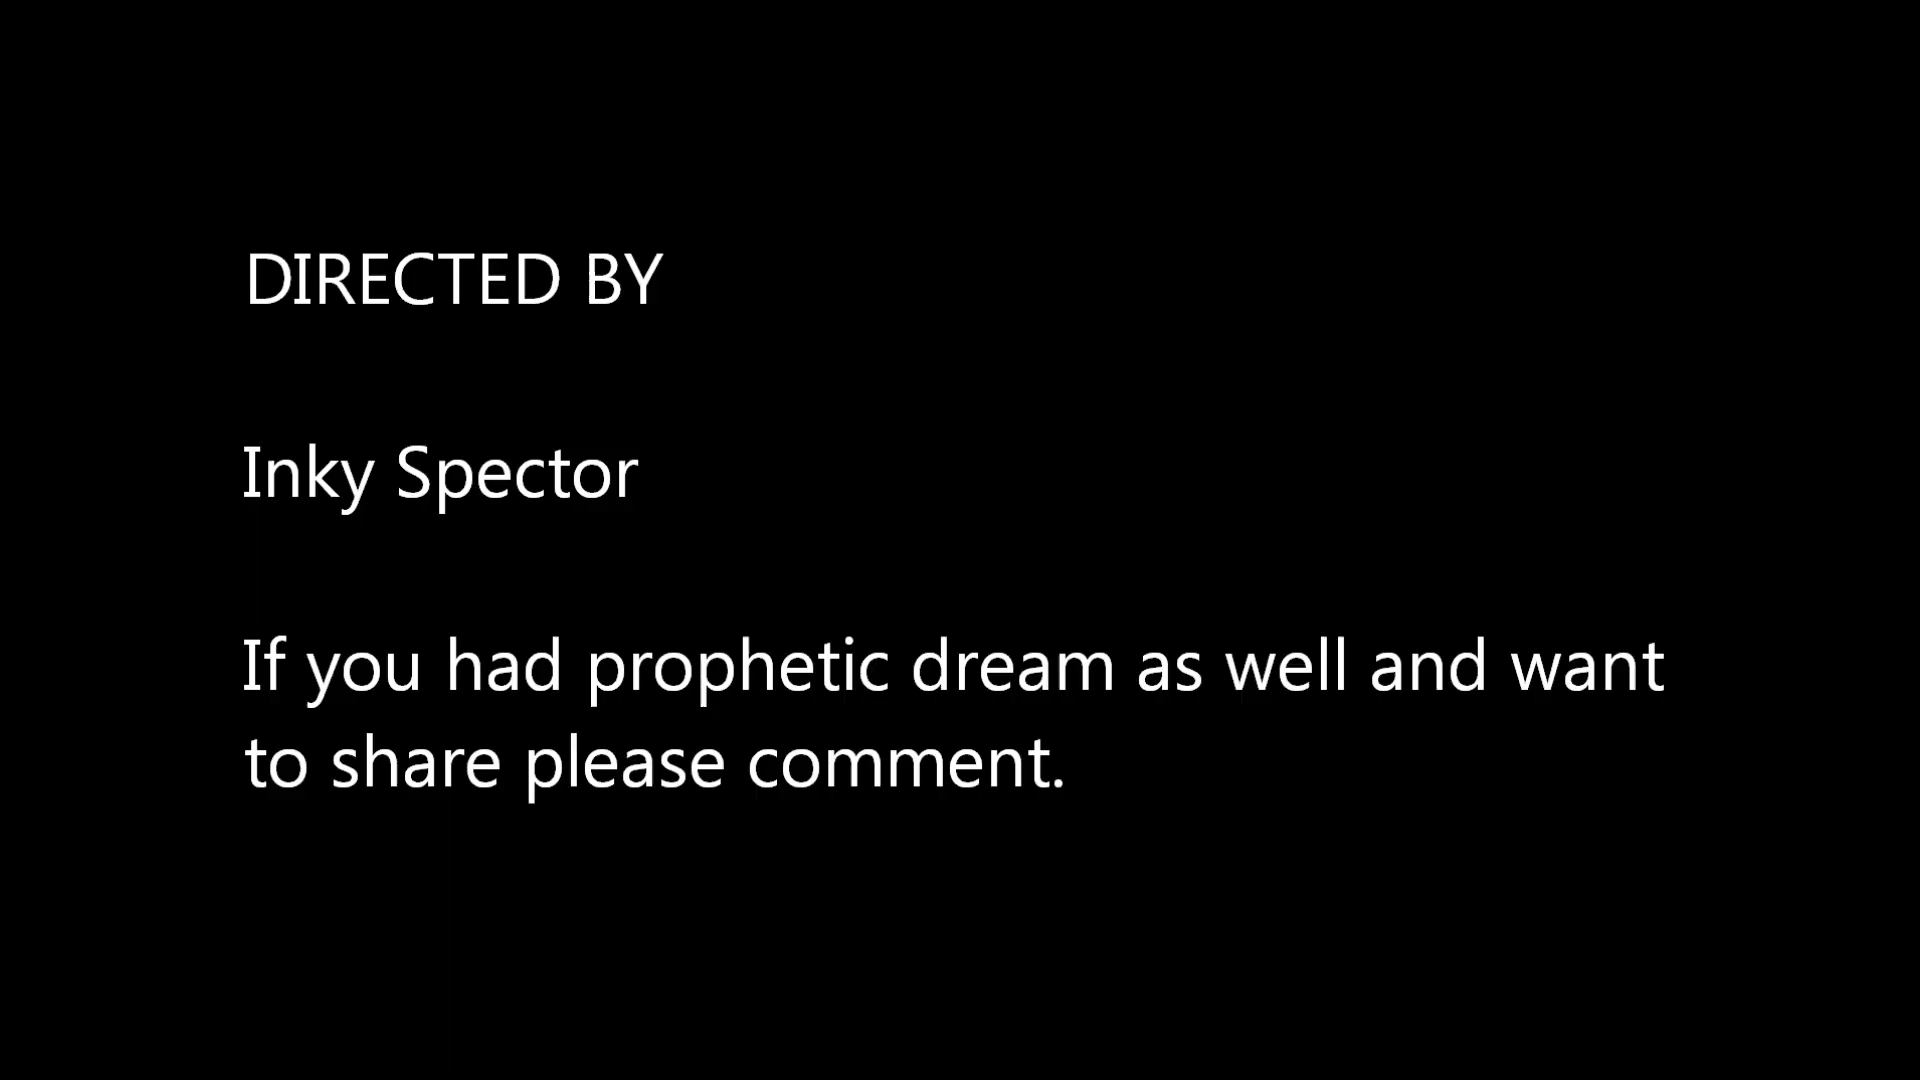 DIRECTED BY
Inky Spector
If you had prophetic dream as well and want
to share please comment.